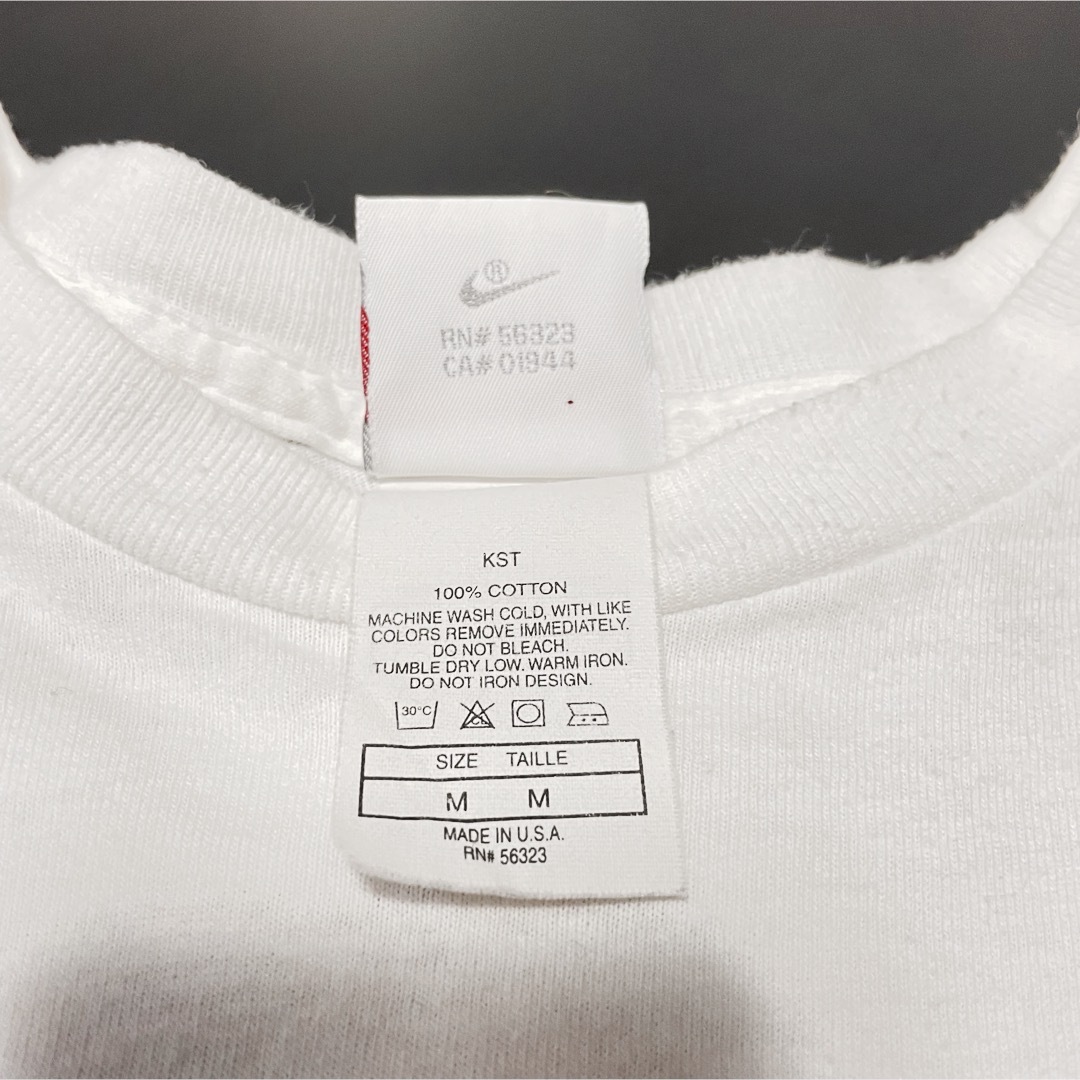 ®
RN# 56323
CA# 01944
KST
100% COTTON
MACHINE WASH COLD, WITH LIKE
COLORS REMOVE IMMEDIATELY.
DO NOT BLEACH.
TUMBLE DRY LOW. WARM IRON.
DO NOT IRON DESIGN.
30°C CL
SIZE TAILLE
M M
MADE IN U.S.A.
RN# 56323